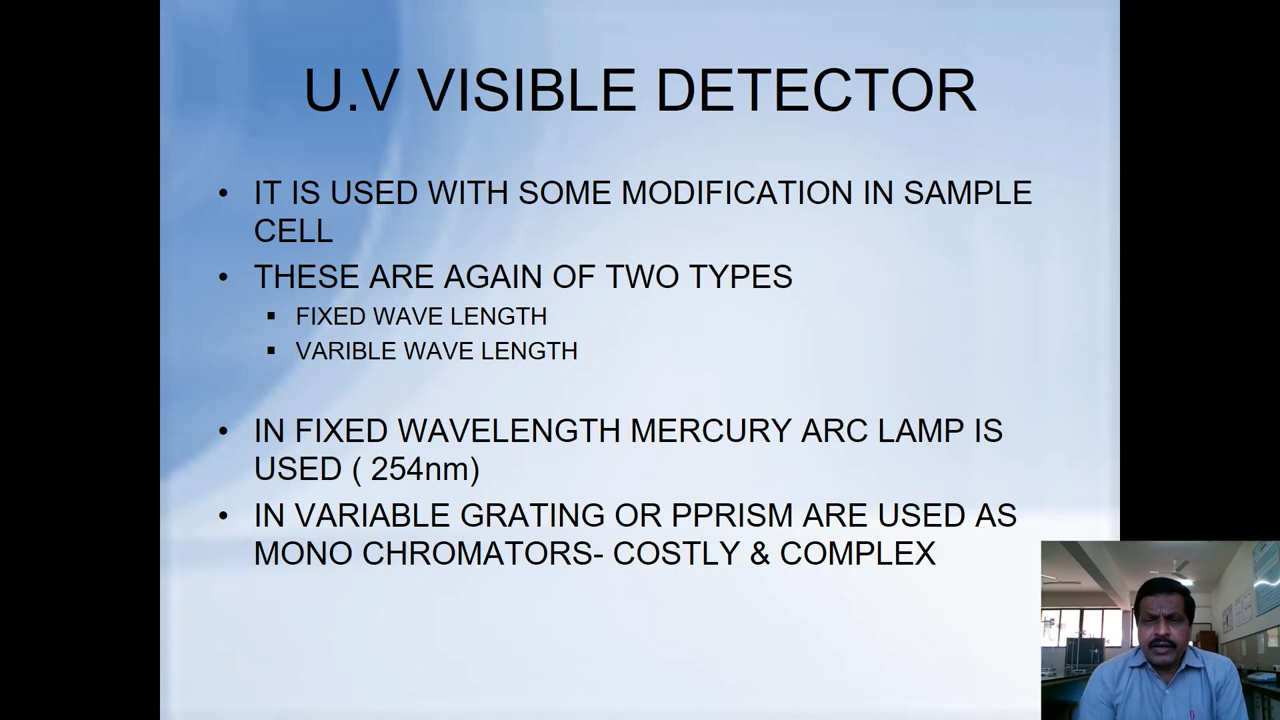 U.V VISIBLE DETECTOR
• IT IS USED WITH SOME MODIFICATION IN SAMPLE
CELL
• THESE ARE AGAIN OF TWO TYPES
▪ FIXED WAVE LENGTH
▪ VARIBLE WAVE LENGTH
• IN FIXED WAVELENGTH MERCURY ARC LAMP IS
USED ( 254nm)
• IN VARIABLE GRATING OR PPRISM ARE USED AS
MONO CHROMATORS- COSTLY & COMPLEX